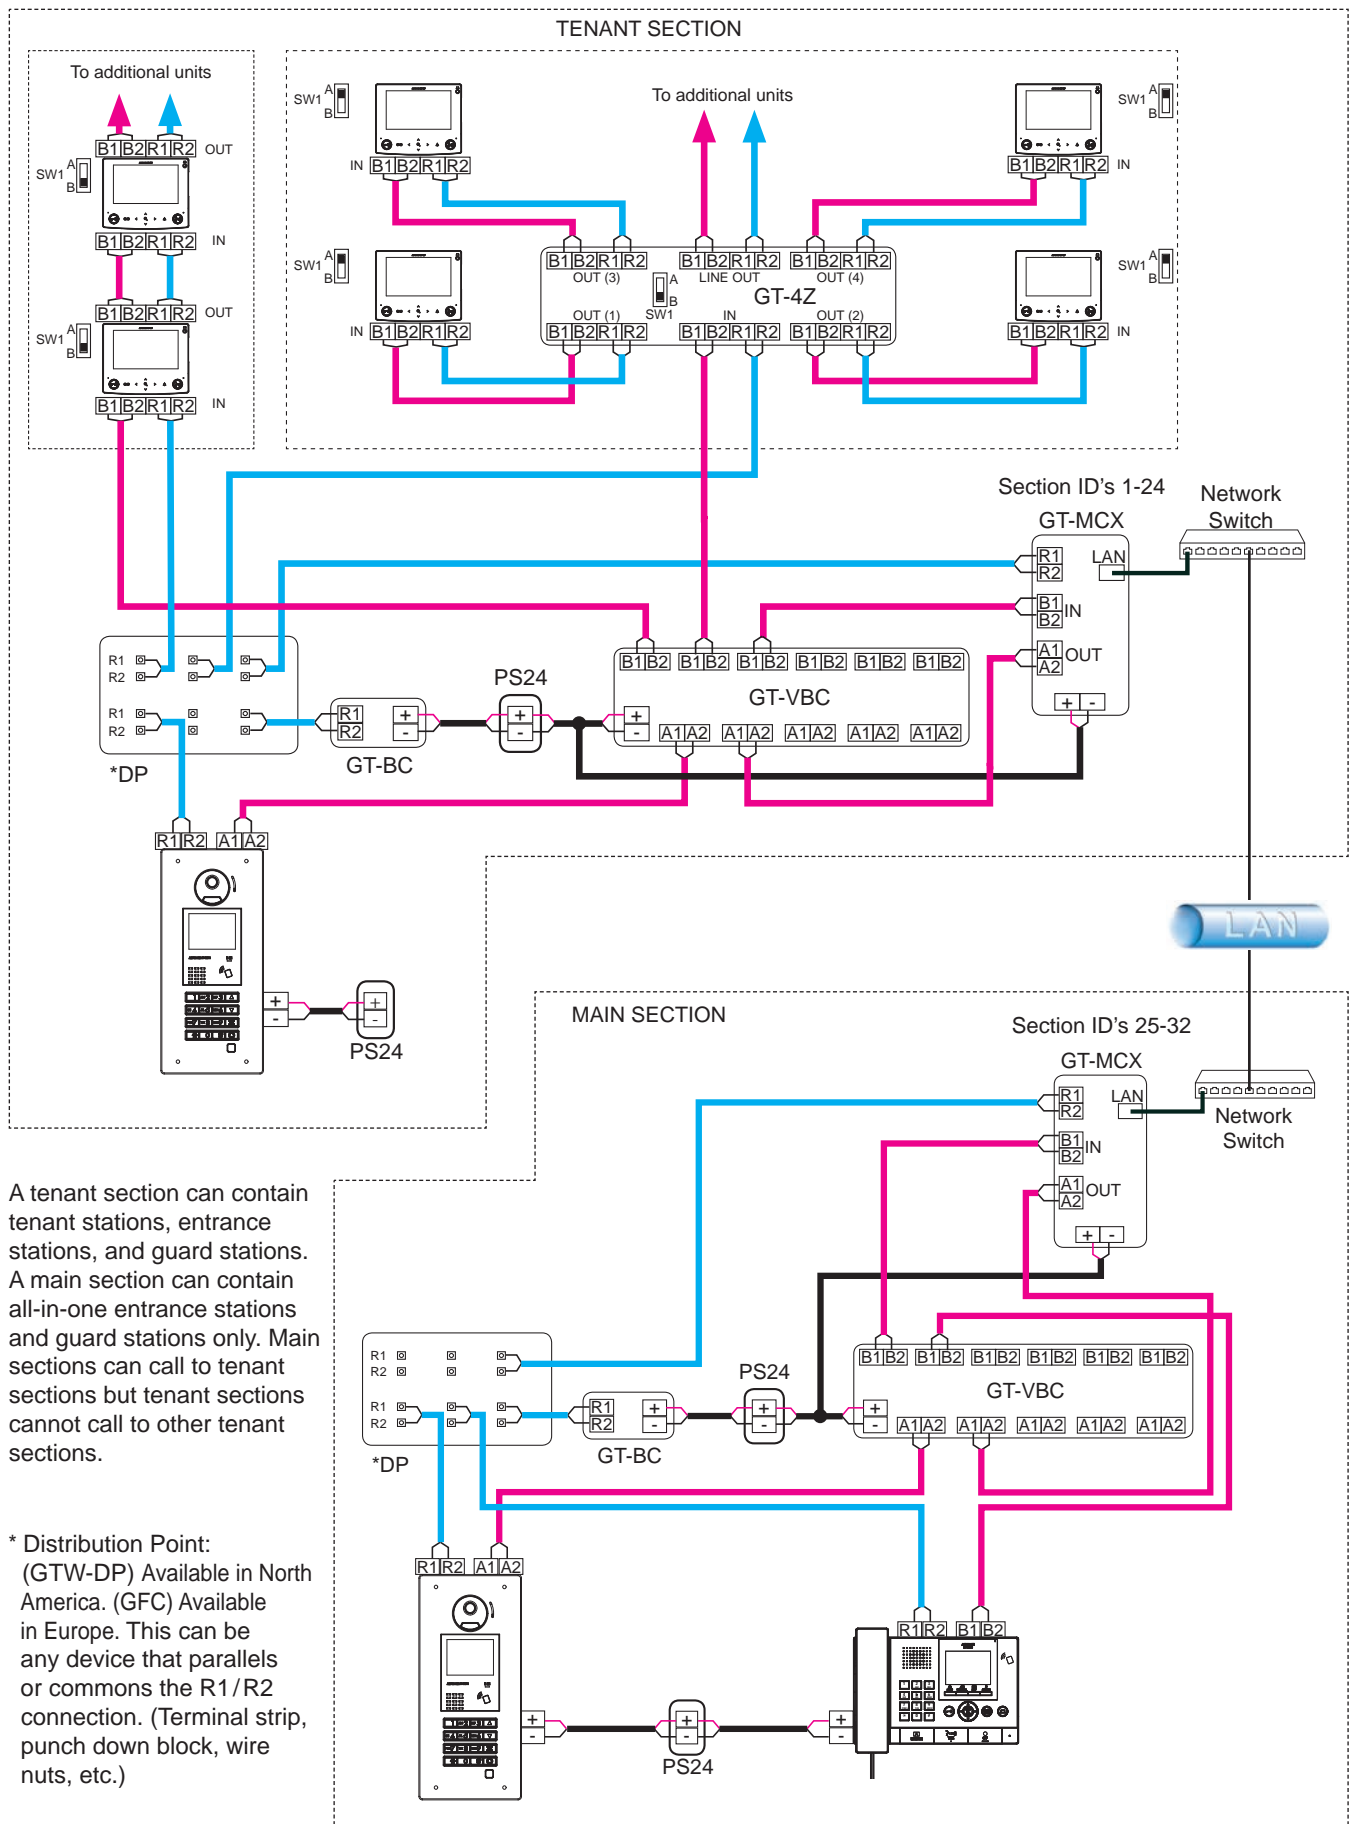 TENANT SECTION
To additional units
B1 B2 R1 R2 OUT
SW1 A B
B1 B2 R1 R2 IN
B1 B2 R1 R2 OUT
SW1 A B
B1 B2 R1 R2 IN
SW1 A B
IN B1 B2 R1 R2
SW1 A B
IN B1 B2 R1 R2
To additional units
SW1 A B
B1 B2 R1 R2 IN
SW1 A B
B1 B2 R1 R2 IN
B1 B2 R1 R2 B1 B2 R1 R2 B1 B2 R1 R2
OUT (3) LINE OUT OUT (4)
A B SW1
GT-4Z
OUT (1) IN OUT (2)
B1 B2 R1 R2 B1 B2 R1 R2 B1 B2 R1 R2
Section ID's 1-24
GT-MCX
Network
Switch
R1 LAN
R2
B1 IN
B2
A1 OUT
A2
+ -
R1
R2
R1
R2
*DP
R1 +
R2 -
GT-BC
PS24
+
-
B1 B2 B1 B2 B1 B2 B1 B2 B1 B2 B1 B2
GT-VBC
+
-
A1 A2 A1 A2 A1 A2 A1 A2 A1 A2
R1 R2 A1 A2
+
-
+
-
PS24
LAN
MAIN SECTION
Section ID's 25-32
GT-MCX
R1 LAN
R2
B1 IN
B2
A1 OUT
A2
+ -
Network
Switch
A tenant section can contain
tenant stations, entrance
stations, and guard stations.
A main section can contain
all-in-one entrance stations
and guard stations only. Main
sections can call to tenant
sections but tenant sections
cannot call to other tenant
sections.
R1
R2
R1
R2
*DP
R1 +
R2 -
GT-BC
PS24
+
-
B1 B2 B1 B2 B1 B2 B1 B2 B1 B2 B1 B2
GT-VBC
+
-
A1 A2 A1 A2 A1 A2 A1 A2 A1 A2
* Distribution Point:
(GTW-DP) Available in North
America. (GFC) Available
in Europe. This can be
any device that parallels
or commons the R1/R2
connection. (Terminal strip,
punch down block, wire
nuts, etc.)
R1 R2 A1 A2
+
-
+
-
PS24
R1 R2 B1 B2
+
-